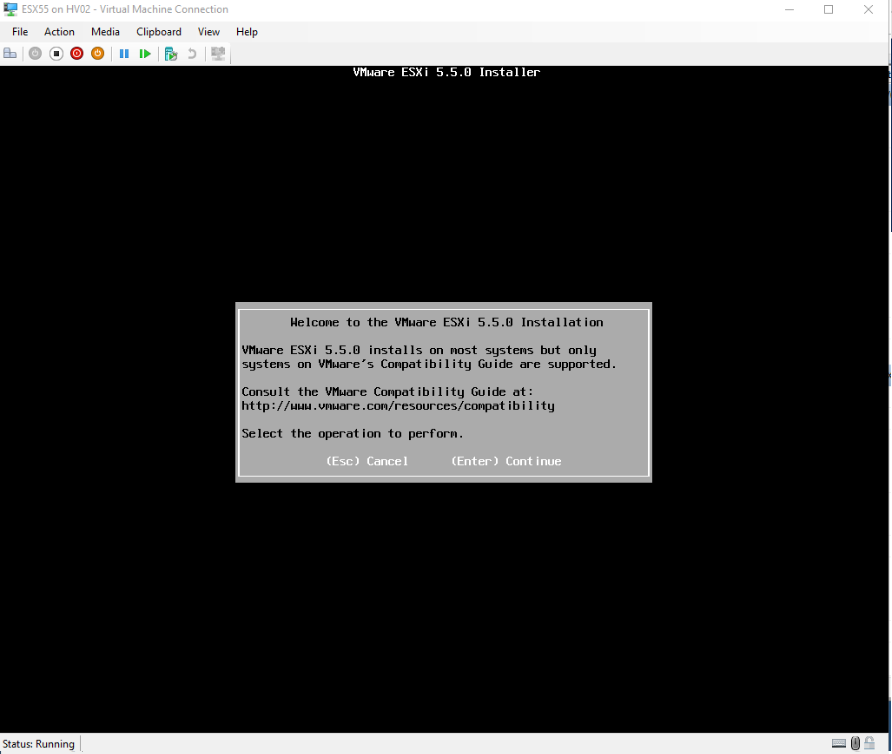 ESX55 on HV02 - Virtual Machine Connection
File Action Media Clipboard View Help
VMware ESXi 5.5.0 Installer
Welcome to the VMware ESXi 5.5.0 Installation
VMware ESXi 5.5.0 installs on most systems but only
systems on VMware's Compatibility Guide are supported.
Consult the VMware Compatibility Guide at:
http://www.vmware.com/resources/compatibility
Select the operation to perform.
(Esc) Cancel (Enter) Continue
Status: Running